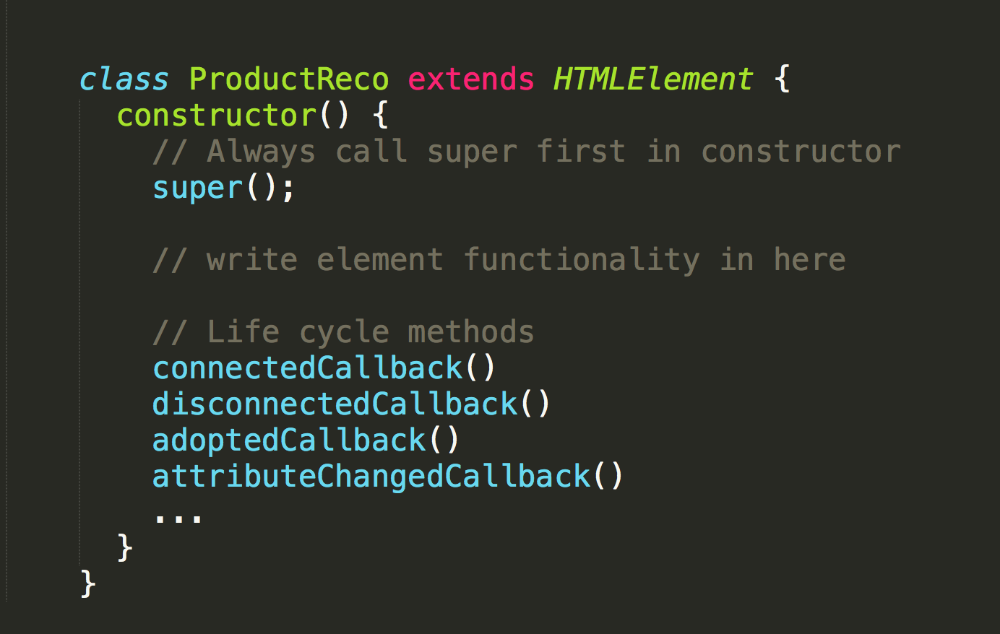 class ProductReco extends HTMLElement {
constructor() {
// Always call super first in constructor
super();
// write element functionality in here
// Life cycle methods
connectedCallback()
disconnectedCallback()
adoptedCallback()
attributeChangedCallback()
...
}
}